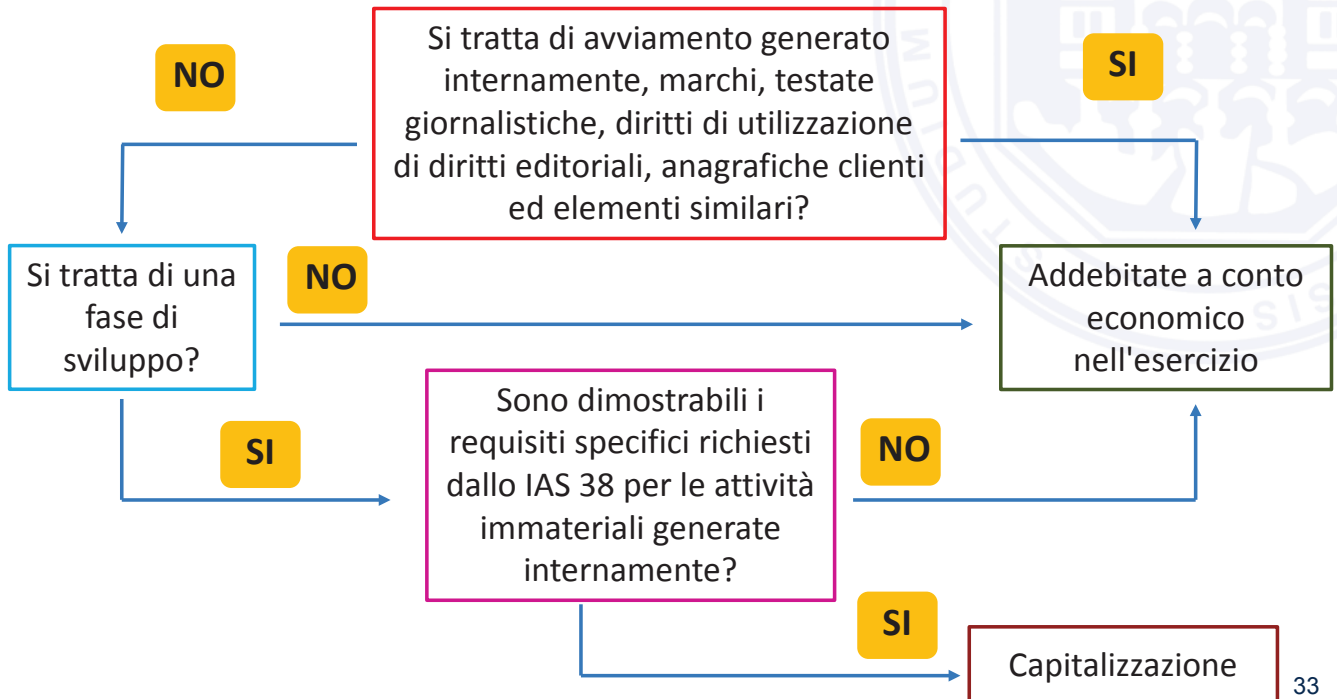 NO
Si tratta di avviamento generato
internamente, marchi, testate
giornalistiche, diritti di utilizzazione
di diritti editoriali, anagrafiche clienti
ed elementi similari?
SI
Si tratta di una
fase di
sviluppo?
NO
Addebitate a conto
economico
nell'esercizio
SI
Sono dimostrabili i
requisiti specifici richiesti
dallo IAS 38 per le attività
immateriali generate
internamente?
NO
SI
Capitalizzazione
33